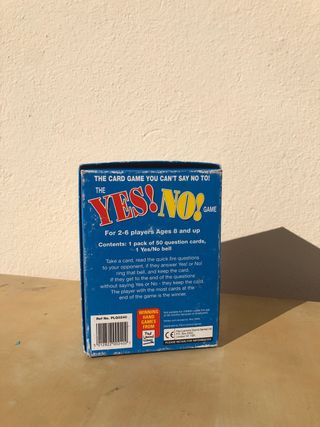 THE CARD GAME YOU CAN'T SAY NO TO!
THE
YES! NO! GAME
For 2-6 players Ages 8 and up
Contents: 1 pack of 50 question cards,
1 Yes/No bell
Take a card, read the quick fire questions
to your opponent, if they answer Yes! or No!
ring that bell, and keep the card.
If they get to the end of the questions
without saying Yes or No - they keep the card.
The player with the most cards at the
end of the game is the winner.
WINNING
HAND
GAMES
FROM
PLEASE RETAIN FOR INFORMATION